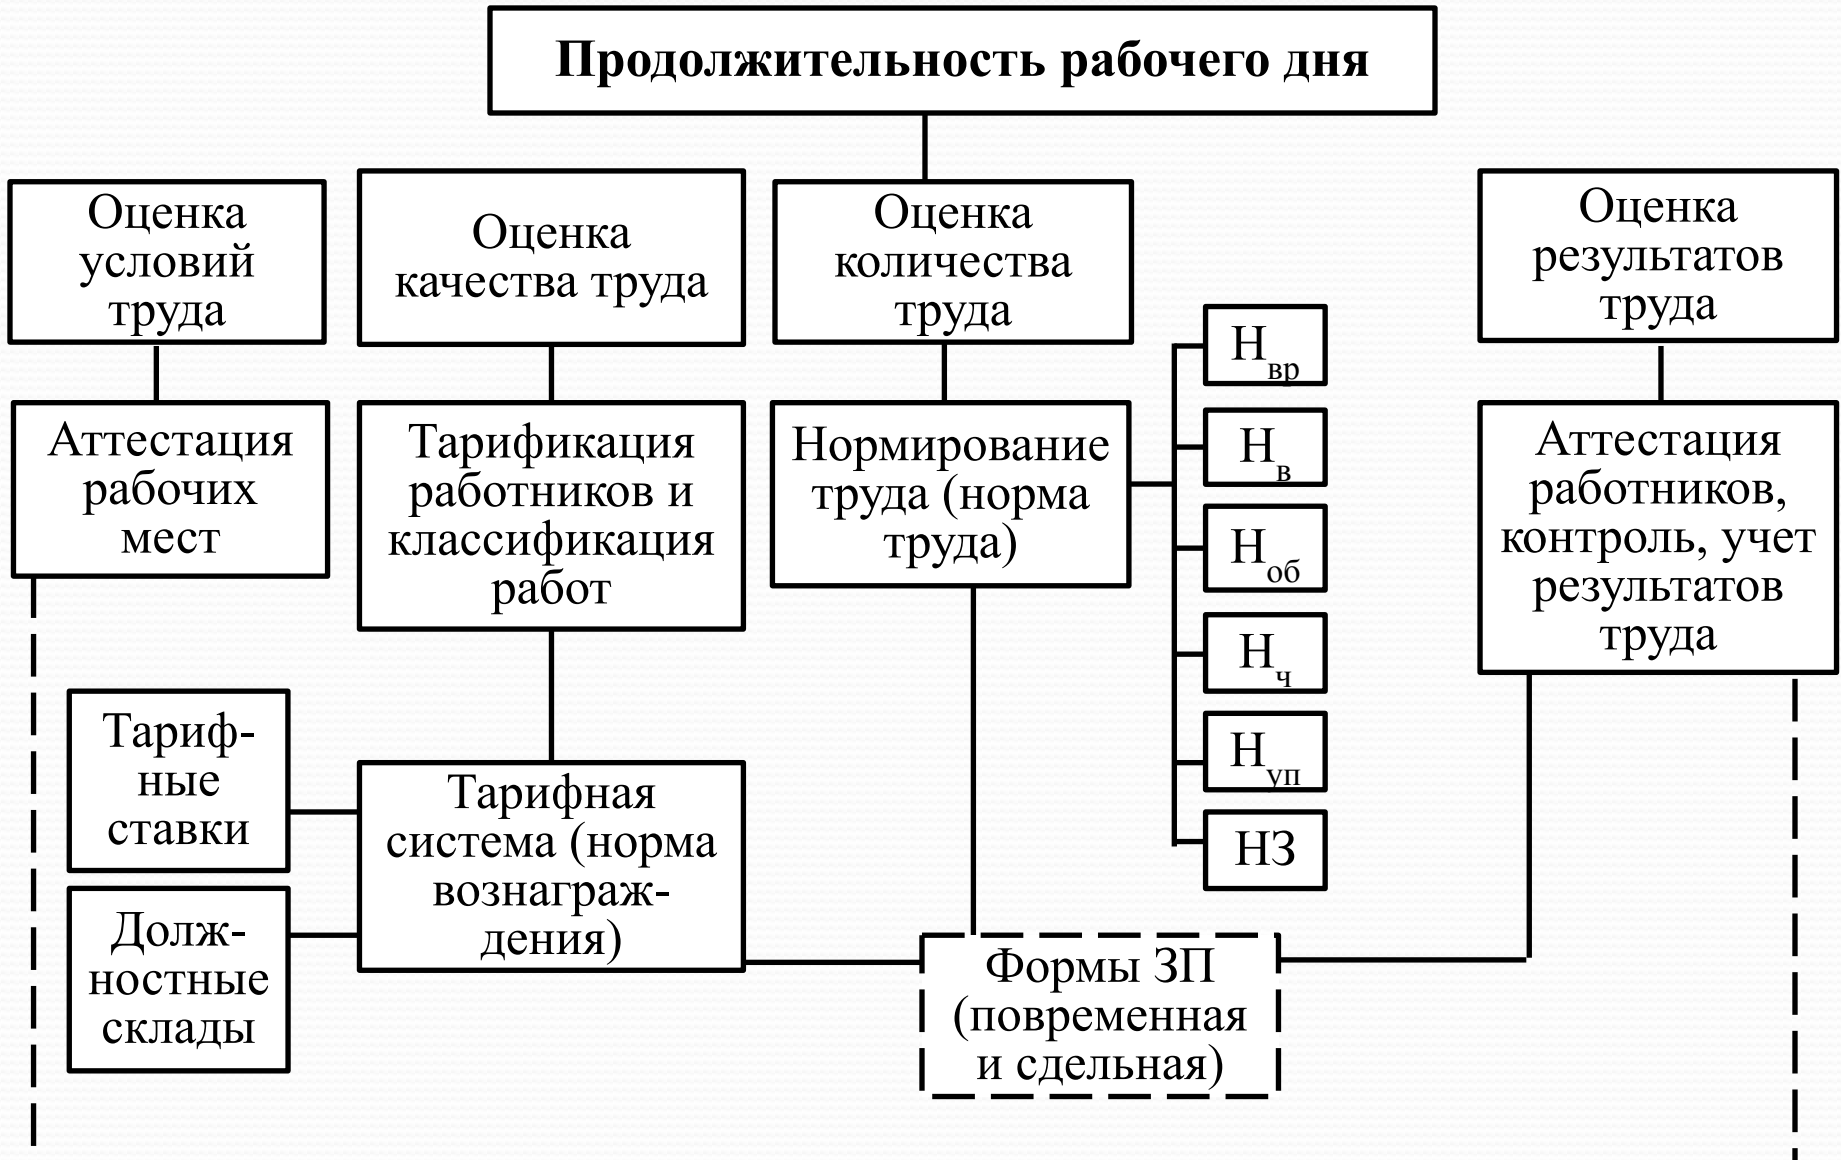 Продолжительность рабочего дня
Оценка
условий
труда
Оценка
качества труда
Оценка
количества
труда
Оценка
результатов
труда
Аттестация
рабочих
мест
Тарификация
работников и
классификация
работ
Нормирование
труда (норма
труда)
Нвр
Нв
Ноб
Нч
Нуп
НЗ
Аттестация
работников,
контроль, учет
результатов
труда
Тариф-
ные
ставки
Долж-
ностные
склады
Тарифная
система (норма
вознаграж-
дения)
Формы ЗП
(повременная
и сдельная)